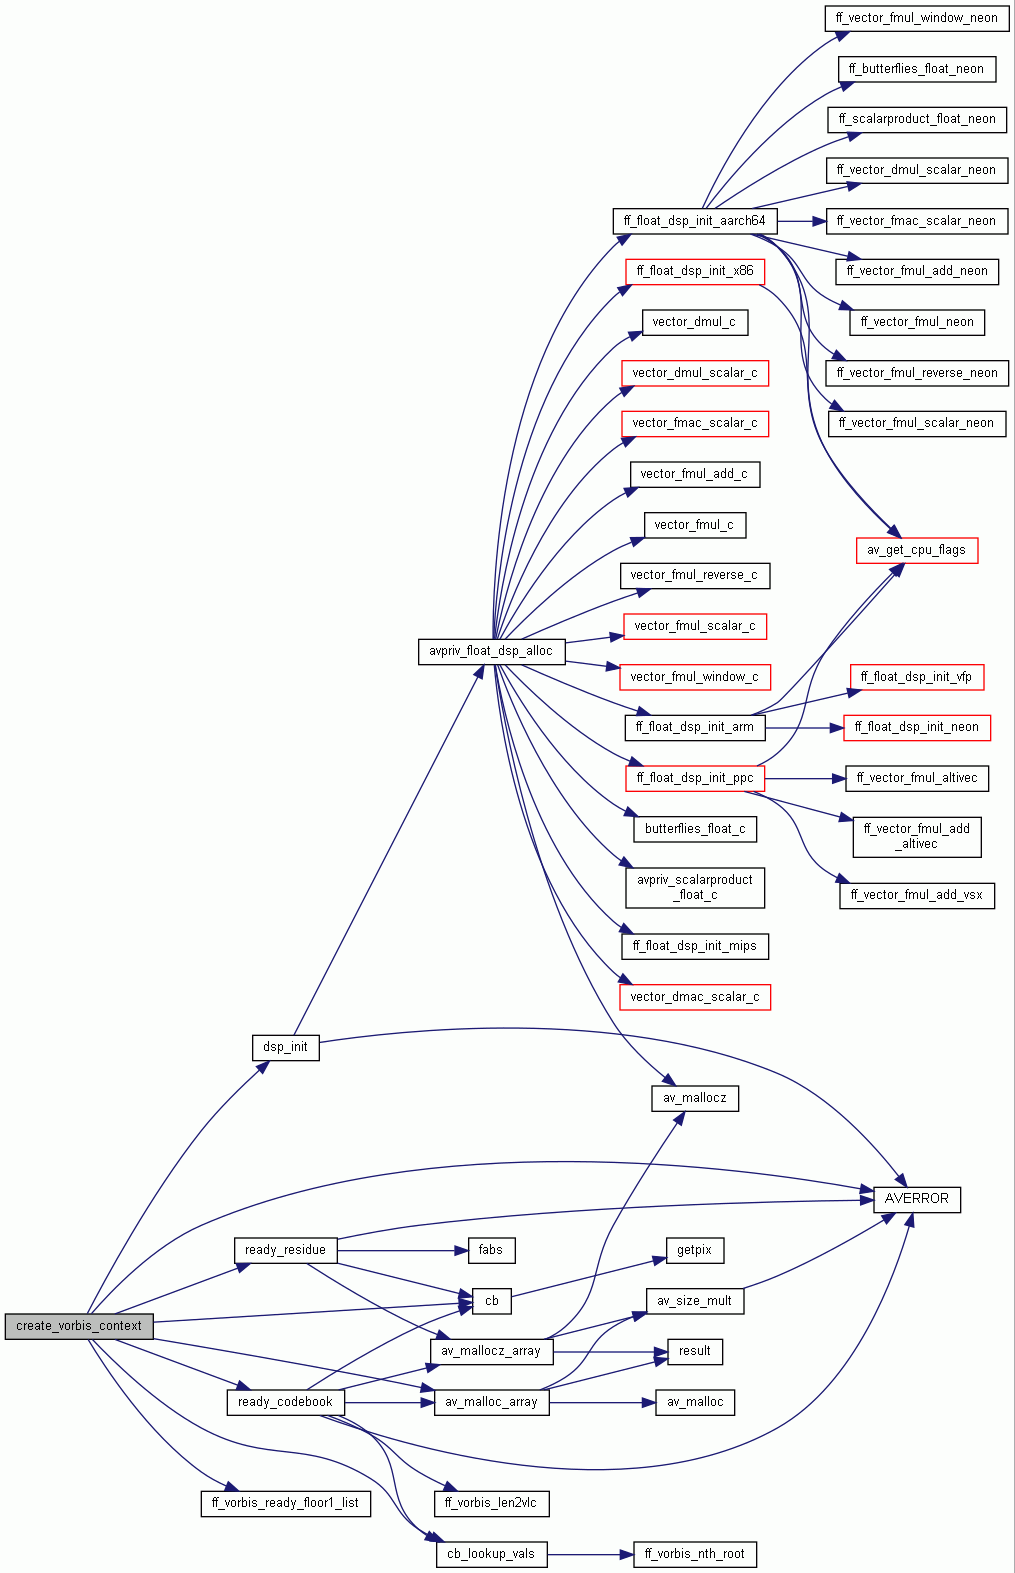 ff_vector_fmul_window_neon
ff_butterflies_float_neon
ff_scalarproduct_float_neon
ff_vector_dmul_scalar_neon
ff_float_dsp_init_aarch64
ff_vector_fmac_scalar_neon
ff_float_dsp_init_x86
ff_vector_fmul_add_neon
vector_dmul_c
ff_vector_fmul_neon
vector_dmul_scalar_c
ff_vector_fmul_reverse_neon
vector_fmac_scalar_c
ff_vector_fmul_scalar_neon
vector_fmul_add_c
vector_fmul_c
av_get_cpu_flags
vector_fmul_reverse_c
vector_fmul_scalar_c
avpriv_float_dsp_alloc
vector_fmul_window_c
ff_float_dsp_init_vfp
ff_float_dsp_init_arm
ff_float_dsp_init_neon
ff_float_dsp_init_ppc
ff_vector_fmul_altivec
butterflies_float_c
ff_vector_fmul_add
_altivec
avpriv_scalarproduct
_float_c
ff_vector_fmul_add_vsx
ff_float_dsp_init_mips
vector_dmac_scalar_c
dsp_init
av_mallocz
AVERROR
ready_residue
fabs
getpix
cb
av_size_mult
create_vorbis_context
av_mallocz_array
result
ready_codebook
av_malloc_array
av_malloc
ff_vorbis_ready_floor1_list
ff_vorbis_len2vlc
cb_lookup_vals
ff_vorbis_nth_root